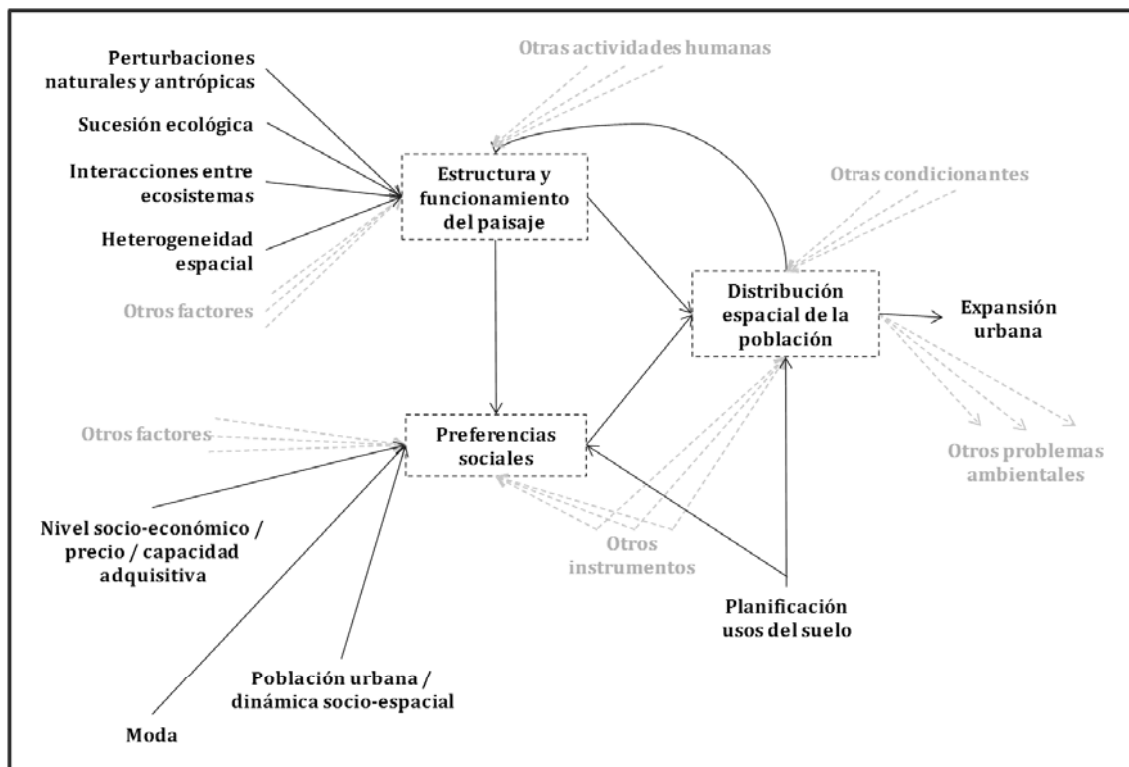 Perturbaciones
naturales y antrópicas
Otras actividades humanas
Sucesión ecológica
Interacciones entre
ecosistemas
Estructura y
funcionamiento
del paisaje
Otras condicionantes
Heterogeneidad
espacial
Otros factores
Distribución
espacial de la
población
Expansión
urbana
Otros factores
Preferencias
sociales
Otros problemas
ambientales
Nivel socio-económico /
precio / capacidad
adquisitiva
Otros
instrumentos
Planificación
usos del suelo
Población urbana /
dinámica socio-espacial
Moda